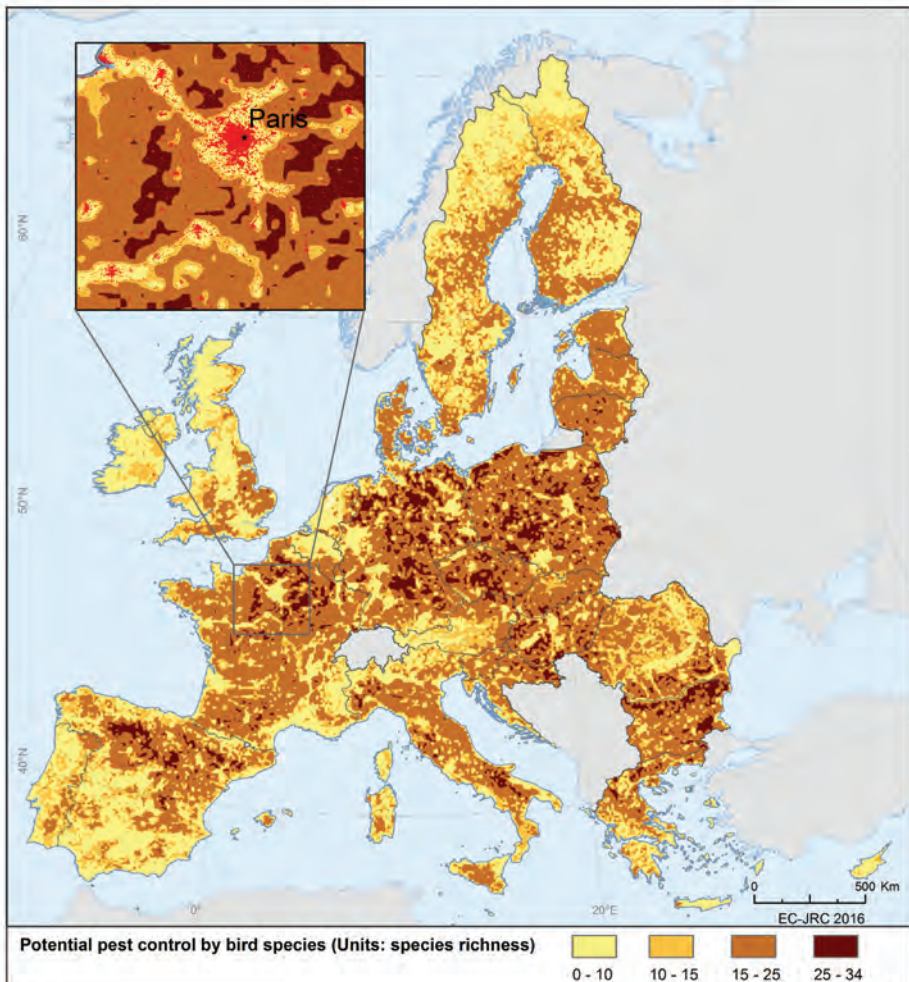 Paris
60°N
50°N
40°N
0°
20°E
0 500 Km
EC-JRC 2016
Potential pest control by bird species (Units: species richness)
0 - 10 10 - 15 15 - 25 25 - 34